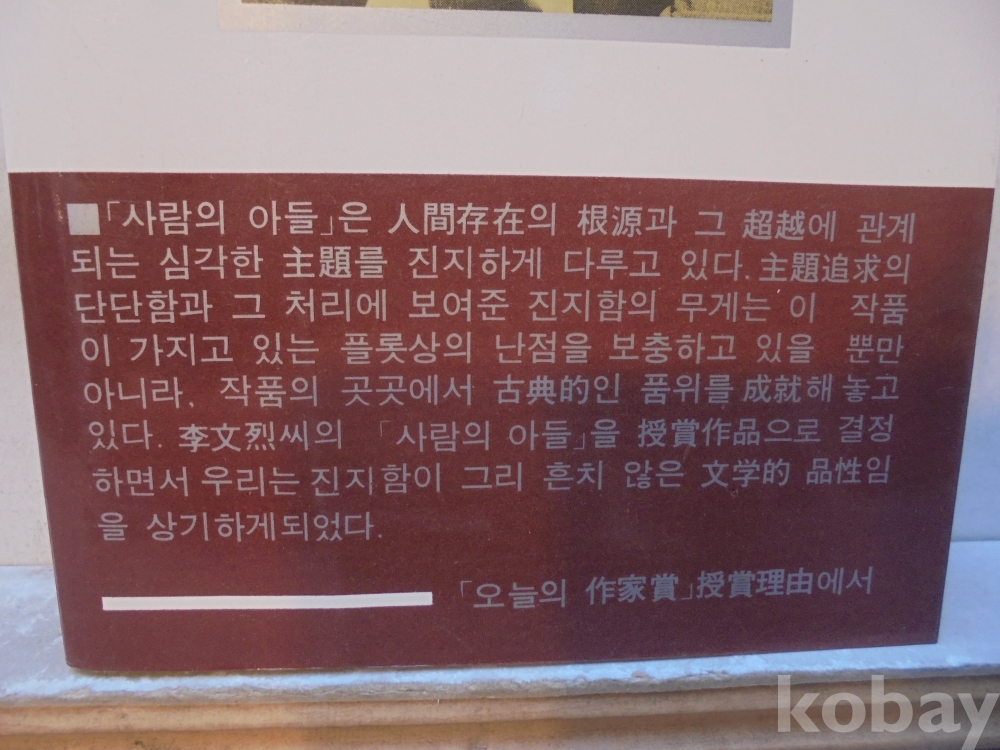 ■「사람의 아들」은 人間存在의 根源과 그 超越에 관계
되는 심각한 主題를 진지하게 다루고 있다. 主題追求의
단단함과 그 처리에 보여준 진지함의 무게는 이 작품
이 가지고 있는 플롯상의 난점을 보충하고 있을 뿐만
아니라, 작품의 곳곳에서 古典的인 품위를 成就해 놓고
있다. 李文烈씨의 「사람의 아들」을 授賞作品으로 결정
하면서 우리는 진지함이 그리 흔치 않은 文学的 品性임
을 상기하게되었다.
「오늘의 作家賞」授賞理由에서
kobay